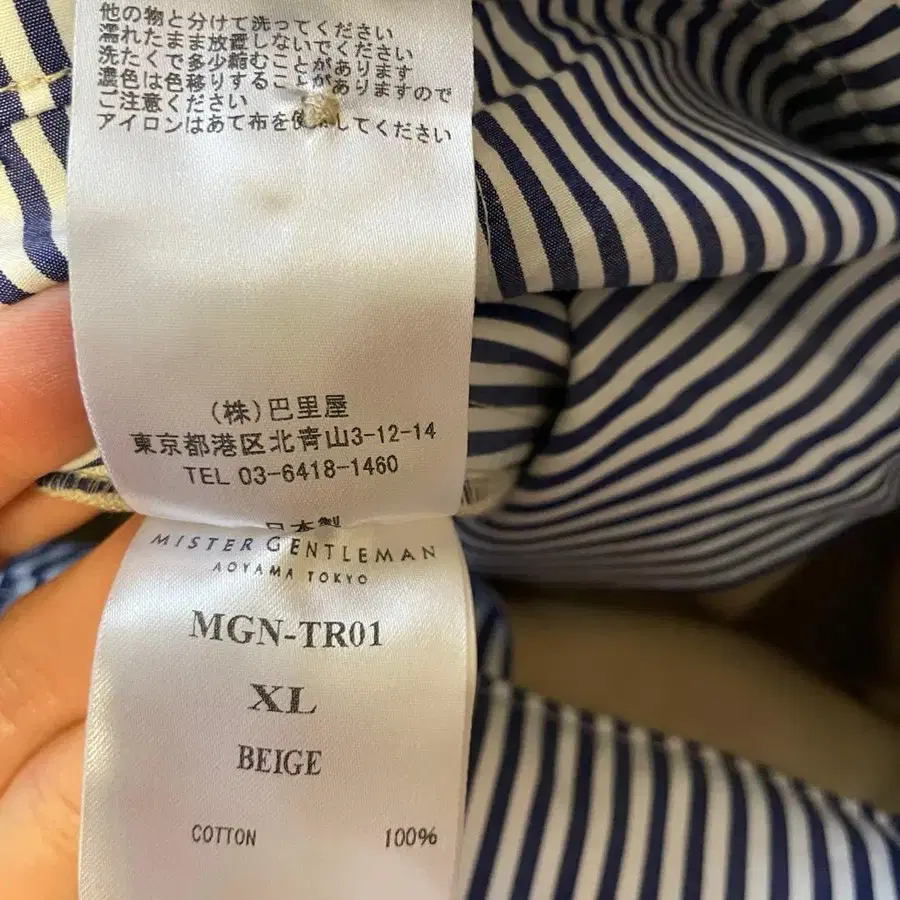 他の物と分けて洗ってください
濡れたまま放置しないでください
洗たくで多少縮むことがあります
濃色は色移りすることがありますので
ご注意ください
アイロンはあて布を使用してください
(株)巴里屋
東京都港区北青山3-12-14
TEL 03-6418-1460
日本製
MISTER GENTLEMAN
AOYAMA TOKYO
MGN-TR01
XL
BEIGE
COTTON 100%